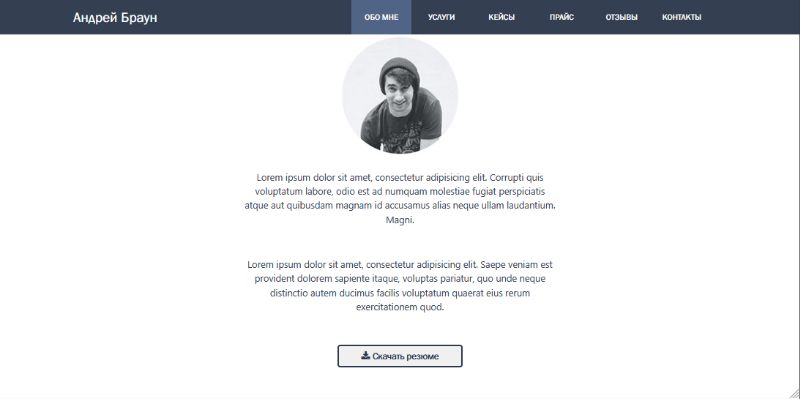 Андрей Браун
ОБО МНЕ УСЛУГИ КЕЙСЫ ПРАЙС ОТЗЫВЫ КОНТАКТЫ
Lorem ipsum dolor sit amet, consectetur adipisicing elit. Corrupti quis
voluptatum labore, odio est ad numquam molestiae fugiat perspiciatis
atque aut quibusdam magnam id accusamus alias neque ullam laudantium.
Magni.
Lorem ipsum dolor sit amet, consectetur adipisicing elit. Saepe veniam est
provident dolorem sapiente itaque, voluptas pariatur, quo unde neque
distinctio autem ducimus facilis voluptatum quaerat eius rerum
exercitationem quod.
Скачать резюме